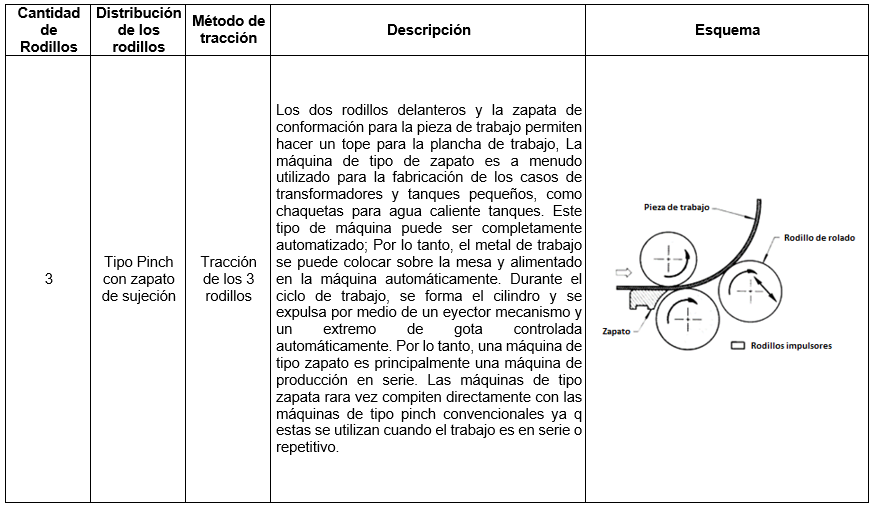 Cantidad
de
Rodillos
Distribución
de los
rodillos
Método de
tracción
Descripción
Esquema
3
Tipo Pinch
con zapato
de sujeción
Tracción
de los 3
rodillos
Los dos rodillos delanteros y la zapata de
conformación para la pieza de trabajo permiten
hacer un tope para la plancha de trabajo, La
máquina de tipo de zapato es a menudo
utilizado para la fabricación de los casos de
transformadores y tanques pequeños, como
chaquetas para agua caliente tanques. Este
tipo de máquina puede ser completamente
automatizado; Por lo tanto, el metal de trabajo
se puede colocar sobre la mesa y alimentado
en la máquina automáticamente. Durante el
ciclo de trabajo, se forma el cilindro y se
expulsa por medio de un eyector mecanismo y
un extremo de gota controlada
automáticamente. Por lo tanto, una máquina de
tipo zapato es principalmente una máquina de
producción en serie. Las máquinas de tipo
zapata rara vez compiten directamente con las
máquinas de tipo pinch convencionales ya q
estas se utilizan cuando el trabajo es en serie o
repetitivo.
Pieza de trabajo
Rodillo de rolado
Zapato
Rodillos impulsores